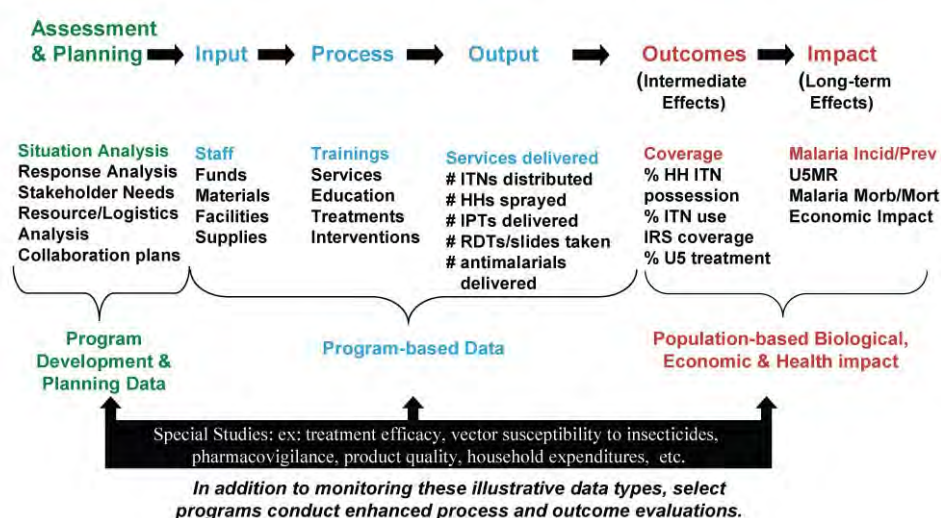 Assessment
& Planning
Input
Process
Output
Outcomes
(Intermediate
Effects)
Impact
(Long-term
Effects)
Situation Analysis
Response Analysis
Stakeholder Needs
Resource/Logistics
Analysis
Collaboration plans
Staff
Funds
Materials
Facilities
Supplies
Trainings
Services
Education
Treatments
Interventions
Services delivered
# ITNs distributed
# HHs sprayed
# IPTs delivered
# RDTs/slides taken
# antimalarials
delivered
Coverage
% HH ITN
possession
% ITN use
IRS coverage
% U5 treatment
Malaria Incid/Prev
U5MR
Malaria Morb/Mort
Economic Impact
Program
Development &
Planning Data
Program-based Data
Population-based Biological,
Economic & Health impact
Special Studies: ex: treatment efficacy, vector susceptibility to insecticides,
pharmacovigilance, product quality, household expenditures, etc.
In addition to monitoring these illustrative data types, select
programs conduct enhanced process and outcome evaluations.